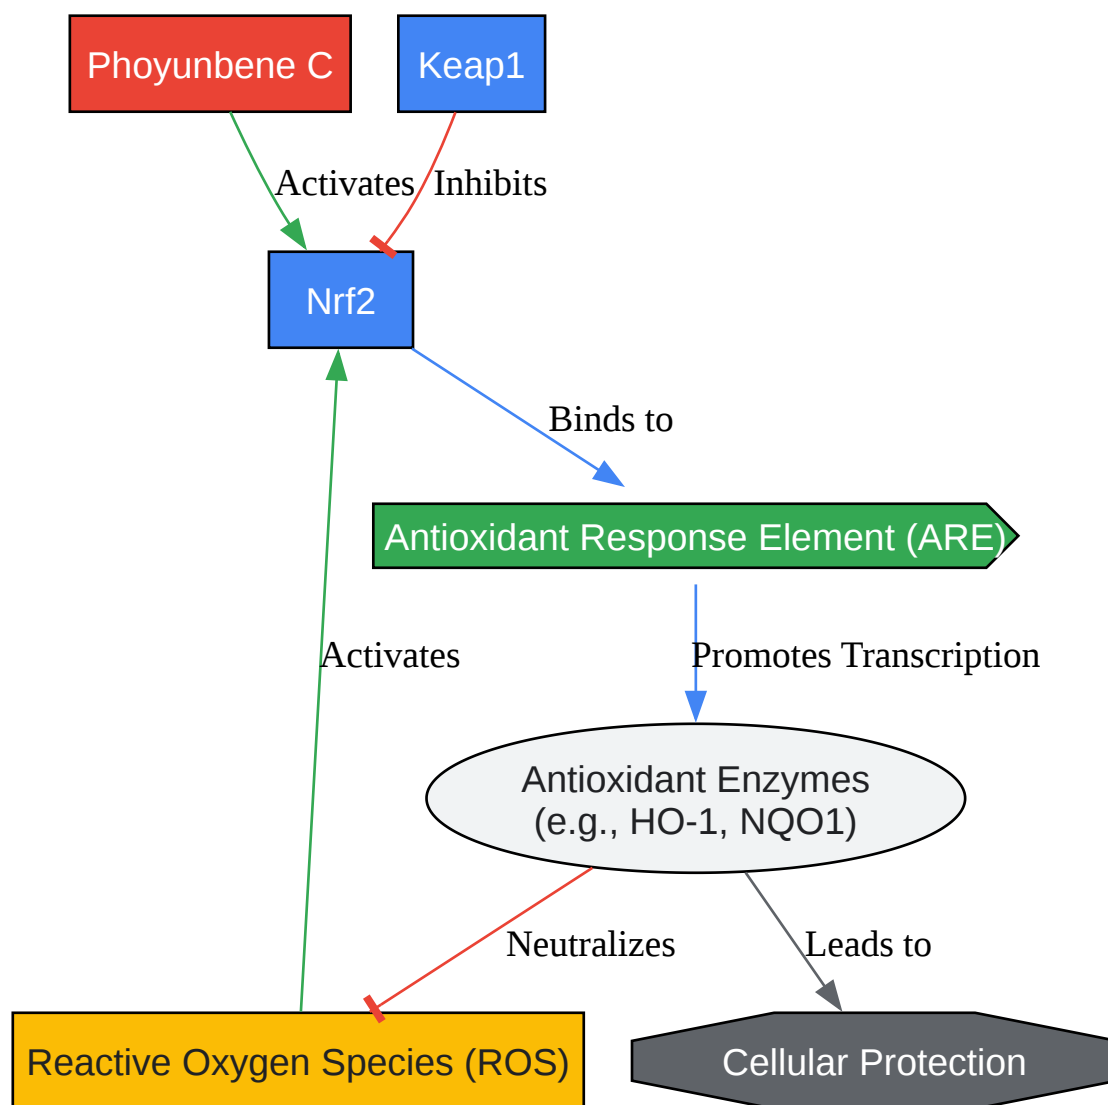 Phoyunbene C
Keap1
Activates
Inhibits
Nrf2
Binds to
Antioxidant Response Element (ARE)
Activates
Promotes Transcription
Antioxidant Enzymes
(e.g., HO-1, NQO1)
Neutralizes
Leads to
Reactive Oxygen Species (ROS)
Cellular Protection